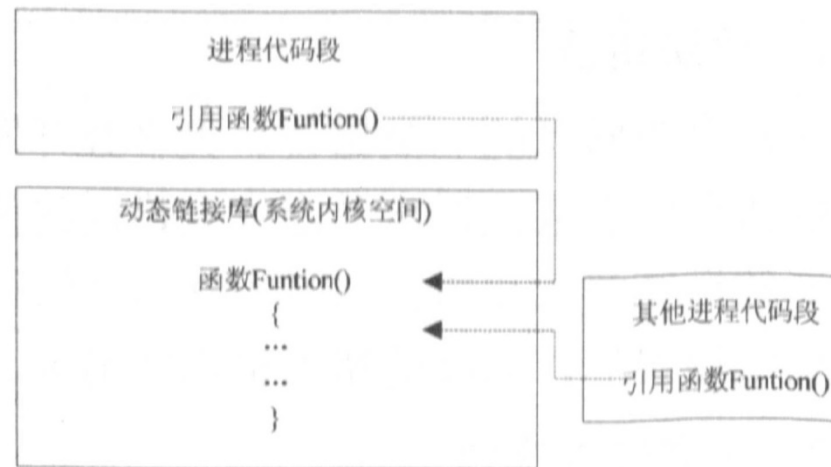 进程代码段
引用函数Funtion()
动态链接库(系统内核空间)
函数Funtion()
{
...
...
}
其他进程代码段
引用函数Funtion()